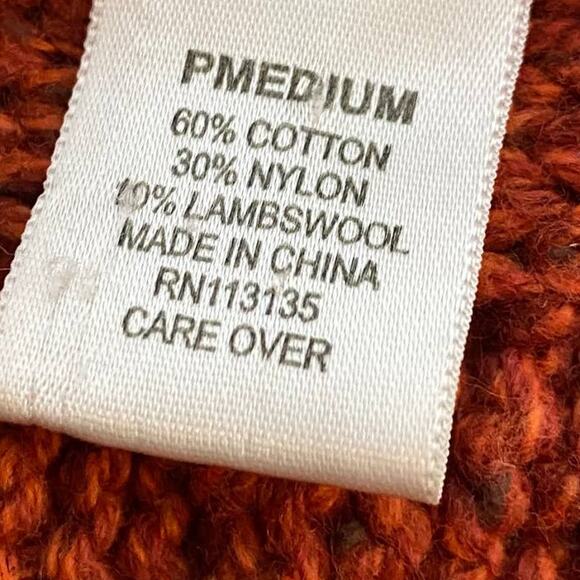 PMEDIUM
60% COTTON
30% NYLON
10% LAMBSWOOL
MADE IN CHINA
RN113135
CARE OVER